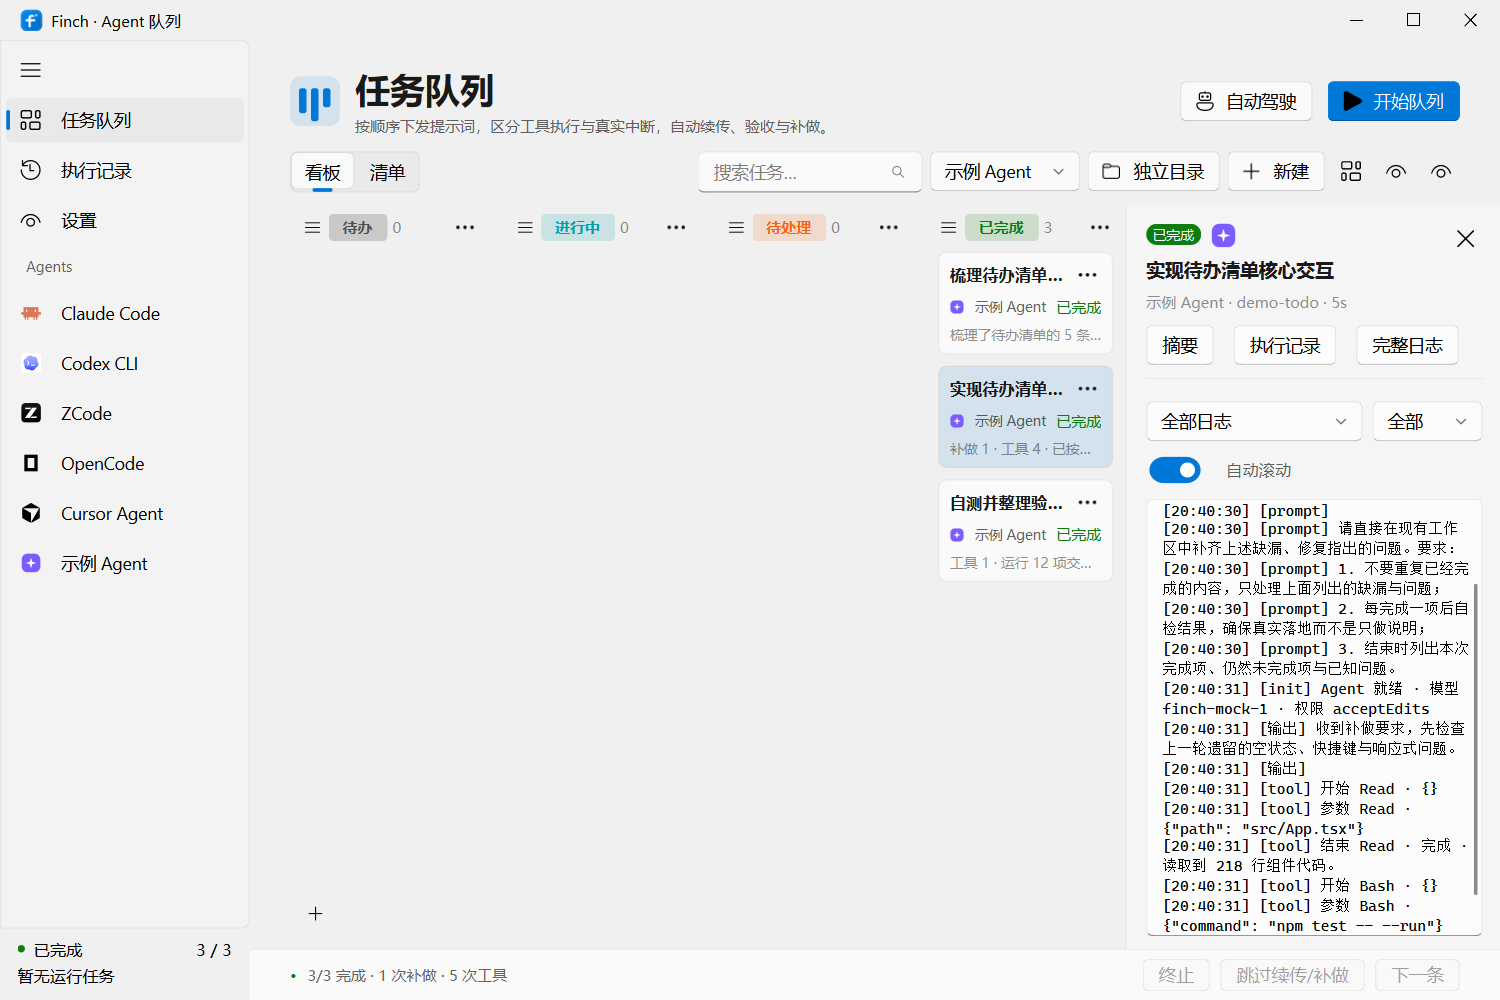 Finch · Agent 队列
任务队列
执行记录
设置
Agents
Claude Code
Codex CLI
ZCode
OpenCode
Cursor Agent
示例 Agent
已完成 3 / 3
暂无运行任务
任务队列
按顺序下发提示词，区分工具执行与真实中断，自动续传、验收与补做。
自动驾驶 开始队列
看板 清单
搜索任务... 示例 Agent 独立目录 新建
待办 0 进行中 0 待处理 0 已完成 3
梳理待办清单...
示例 Agent 已完成
梳理了待办清单的 5 条...
实现待办清单...
示例 Agent 已完成
补做 1 · 工具 4 · 已按...
自测并整理验...
示例 Agent 已完成
工具 1 · 运行 12 项交...
已完成
实现待办清单核心交互
示例 Agent · demo-todo · 5s
摘要 执行记录 完整日志
全部日志 全部
自动滚动
[20:40:30] [prompt]
[20:40:30] [prompt] 请直接在现有工作
区中补齐上述缺漏、修复指出的问题。要求：
[20:40:30] [prompt] 1. 不要重复已经完
成的内容，只处理上面列出的缺漏与问题；
[20:40:30] [prompt] 2. 每完成一项后自
检结果，确保真实落地而不是只做说明；
[20:40:30] [prompt] 3. 结束时列出本次
完成项、仍然未完成项与已知问题。
[20:40:31] [init] Agent 就绪 · 模型
finch-mock-1 · 权限 acceptEdits
[20:40:31] [输出] 收到补做要求，先检查
上一轮遗留的空状态、快捷键与响应式问题。
[20:40:31] [输出]
[20:40:31] [tool] 开始 Read · {}
[20:40:31] [tool] 参数 Read ·
{"path": "src/App.tsx"}
[20:40:31] [tool] 结束 Read · 完成 ·
读取到 218 行组件代码。
[20:40:31] [tool] 开始 Bash · {}
[20:40:31] [tool] 参数 Bash ·
{"command": "npm test -- --run"}
3/3 完成 · 1 次补做 · 5 次工具
终止 跳过续传/补做 下一条